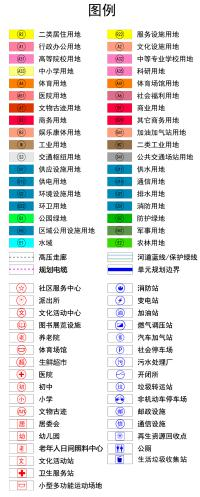 图例
二类居住用地 服务设施用地
行政办公用地 文化设施用地
高等院校用地 中等专业学校用地
中小学用地 科研用地
体育用地 体育场馆用地
医院用地 社会福利用地
文物古迹用地 商业用地
商务用地 其它商务用地
娱乐康体用地 加油加气站用地
工业用地 二类工业用地
交通枢纽用地 公共交通场站用地
供应设施用地 供水用地
供电用地 通信用地
环境设施用地 排水用地
环卫用地 消防用地
公园绿地 防护绿地
区域公用设施用地 军事用地
水域 农林用地
高压走廊 河道蓝线/保护绿线
规划电缆 单元规划边界
社区服务中心 消防站
派出所 变电站
文化活动中心 加油站
图书展览设施 燃气调压站
养老院 汽车加气站
体育场馆 社会停车场
生鲜超市 污水处理厂
医院 开闭所
初中 垃圾转运站
小学 非机动车停车场
文物古迹 邮政设施
居委会 通信设施
幼儿园 再生资源回收点
老年人日间照料中心 公厕
文化活动站 生活垃圾收集站
卫生服务站
小型多功能运动场地